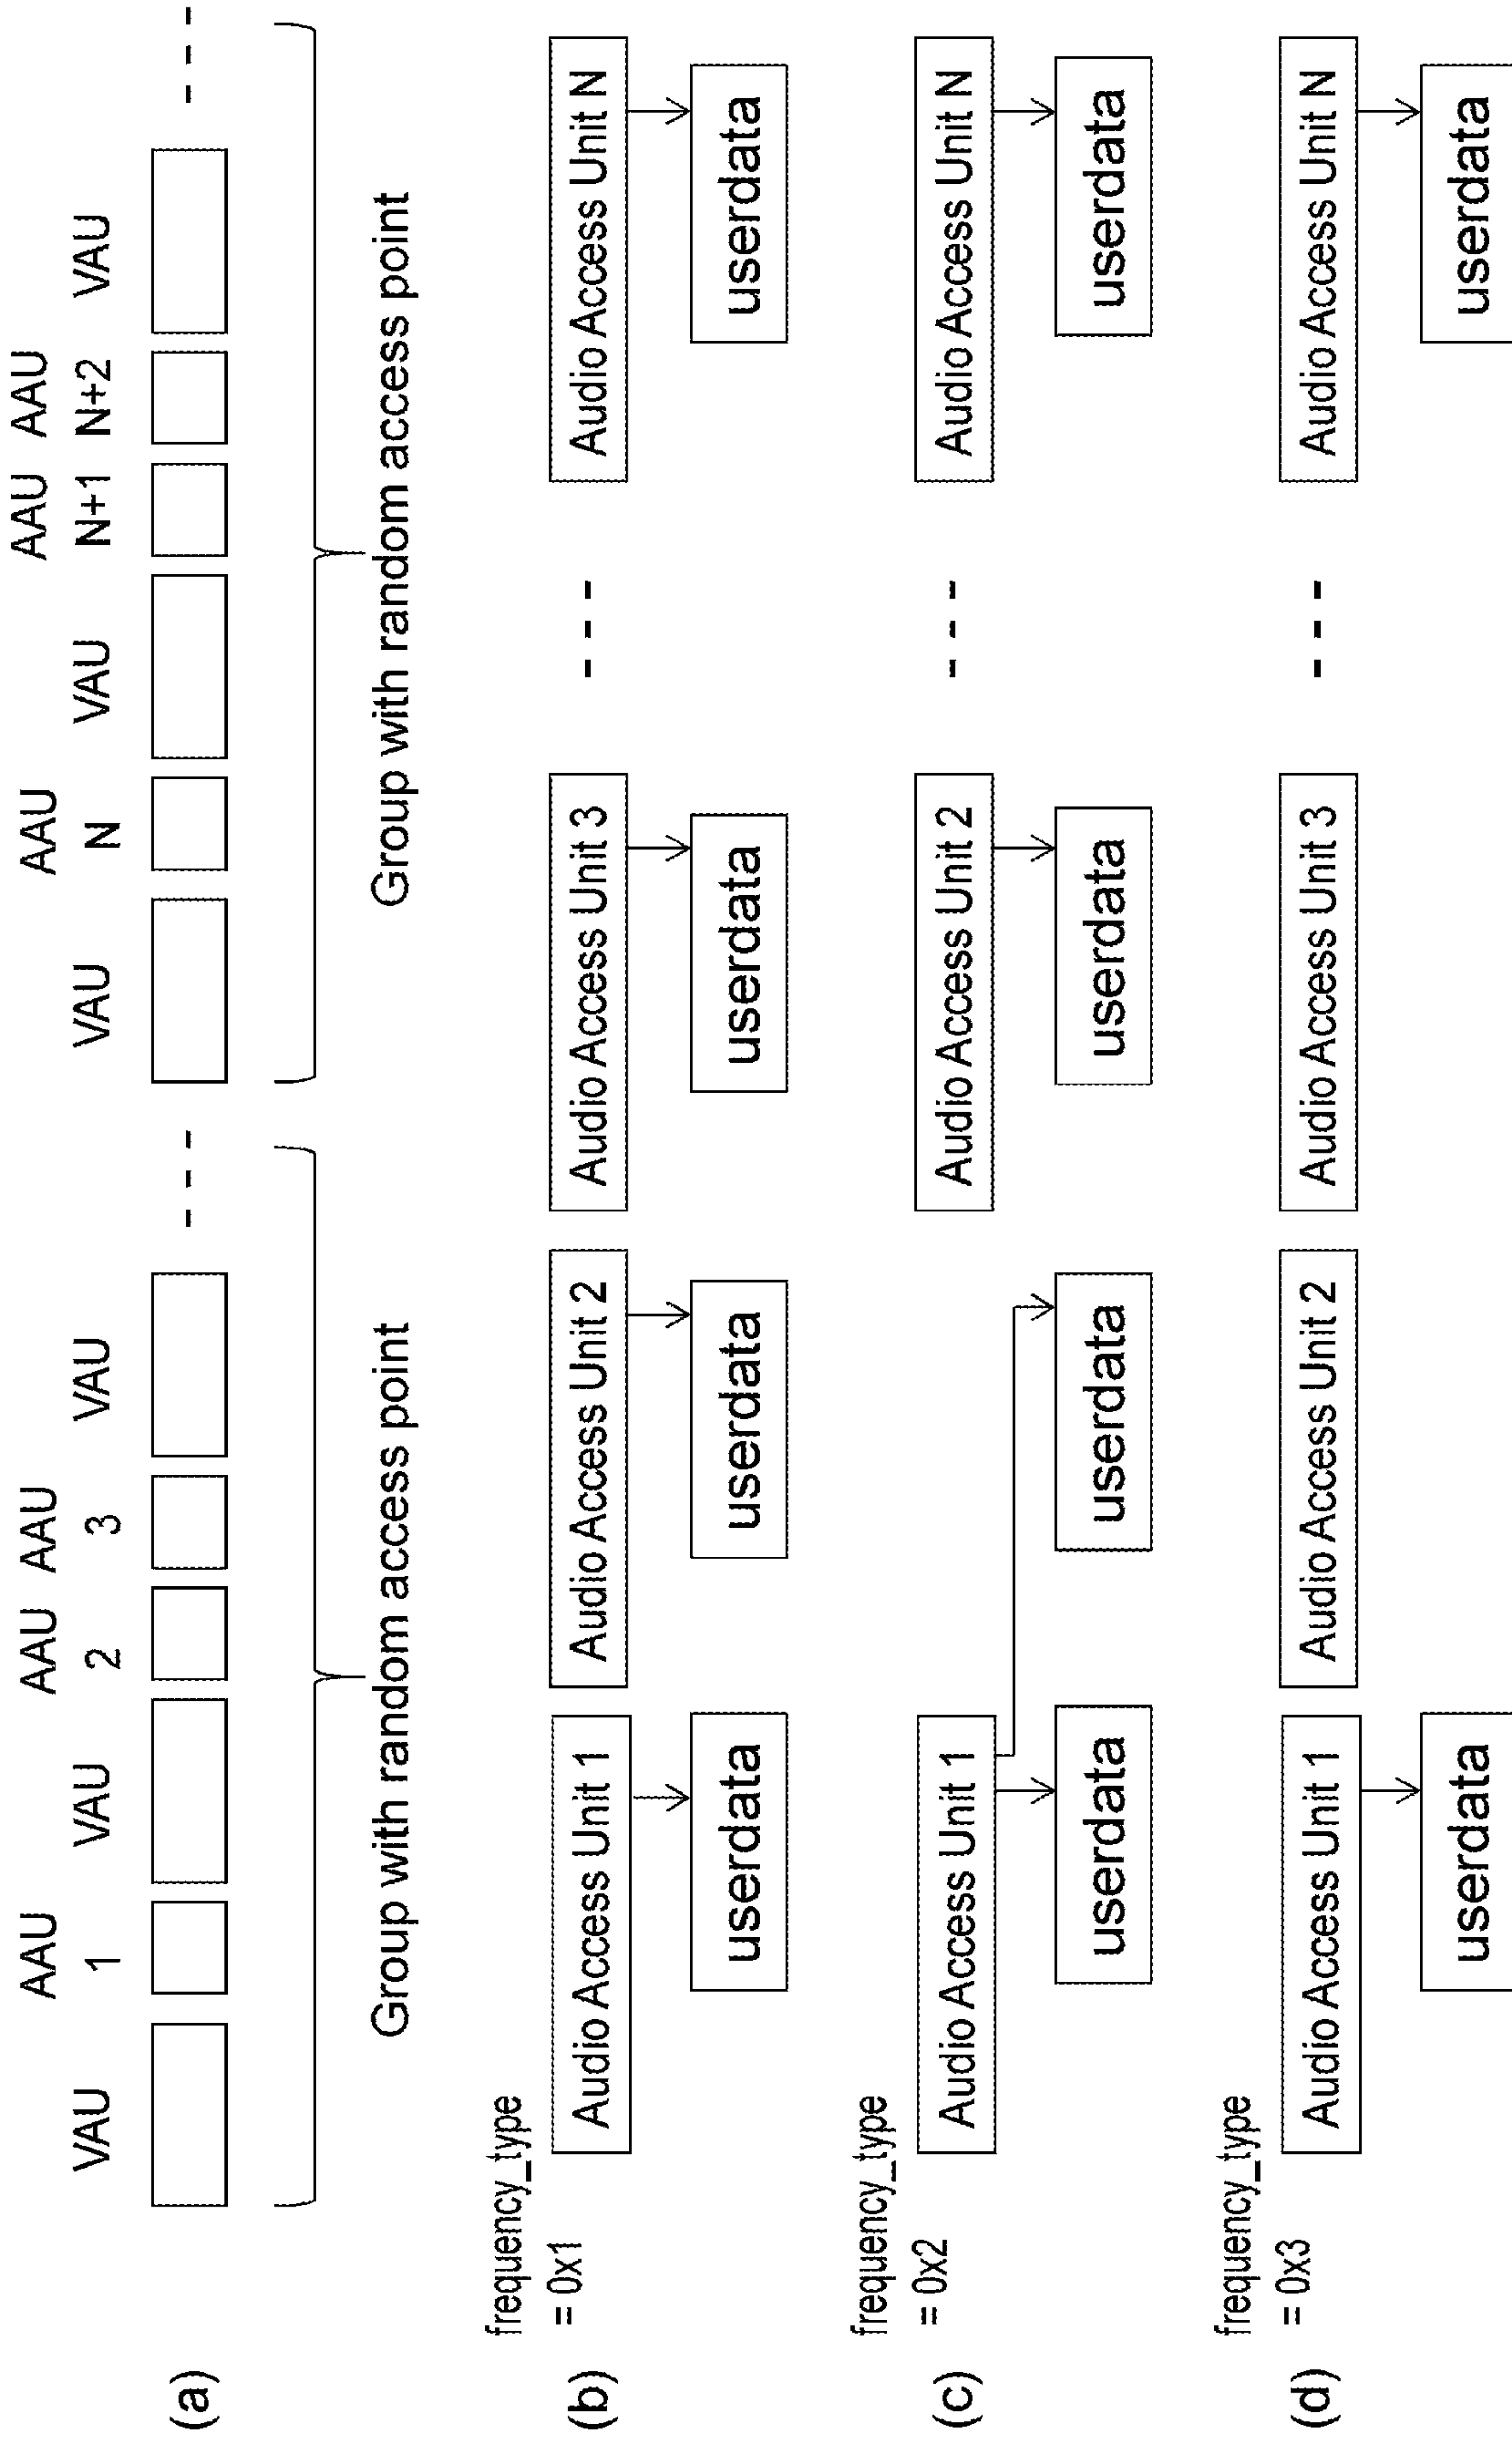 (a)
VAU
AAU
1
VAU
AAU
2
AAU
3
VAU
VAU
AAU
N
VAU
AAU
N+1
AAU
N+2
VAU
Group with random access point
Group with random access point
(b)
frequency_type
= 0x1
Audio Access Unit 1
Audio Access Unit 2
Audio Access Unit 3
Audio Access Unit N
userdata
userdata
userdata
userdata
(c)
frequency_type
= 0x2
Audio Access Unit 1
Audio Access Unit 2
Audio Access Unit N
userdata
userdata
userdata
userdata
(d)
frequency_type
= 0x3
Audio Access Unit 1
Audio Access Unit 2
Audio Access Unit 3
Audio Access Unit N
userdata
userdata